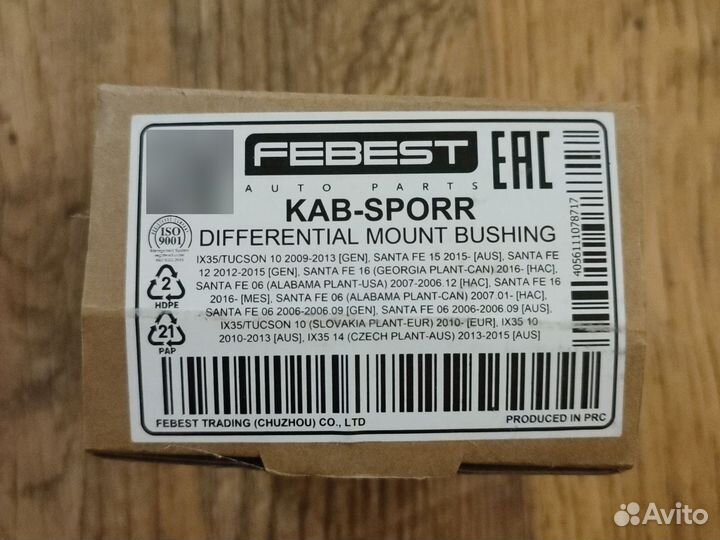 FEBEST
EAC
AUTO PARTS
KAB-SPORR
ISO
9001
DIFFERENTIAL MOUNT BUSHING
IX35/TUCSON 10 2009-2013 [GEN], SANTA FE 15 2015- [AUS], SANTA FE
12 2012-2015 [GEN], SANTA FE 16 (GEORGIA PLANT-CAN) 2016- [HAC],
SANTA FE 06 (ALABAMA PLANT-USA) 2007-2006.12 [HAC], SANTA FE 16
2016- [MES], SANTA FE 06 (ALABAMA PLANT-CAN) 2007.01- [HAC],
SANTA FE 06 2006-2006.09 [GEN], SANTA FE 06 2006-2006.09 [AUS],
IX35/TUCSON 10 (SLOVAKIA PLANT-EUR) 2010- [EUR], IX35 10
2010-2013 [AUS], IX35 14 (CZECH PLANT-AUS) 2013-2015 [AUS]
2
HDPE
21
PAP
4056111078717
FEBEST TRADING (CHUZHOU) CO., LTD
PRODUCED IN PRC
Avito